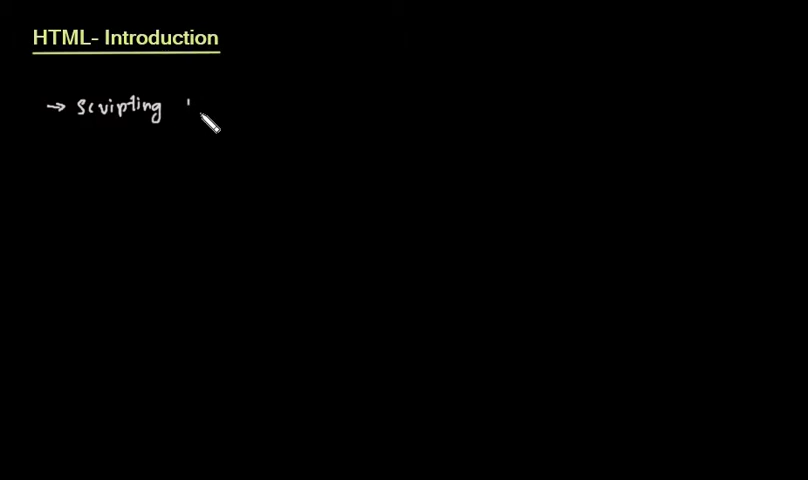 HTML- Introduction
→ Scripting